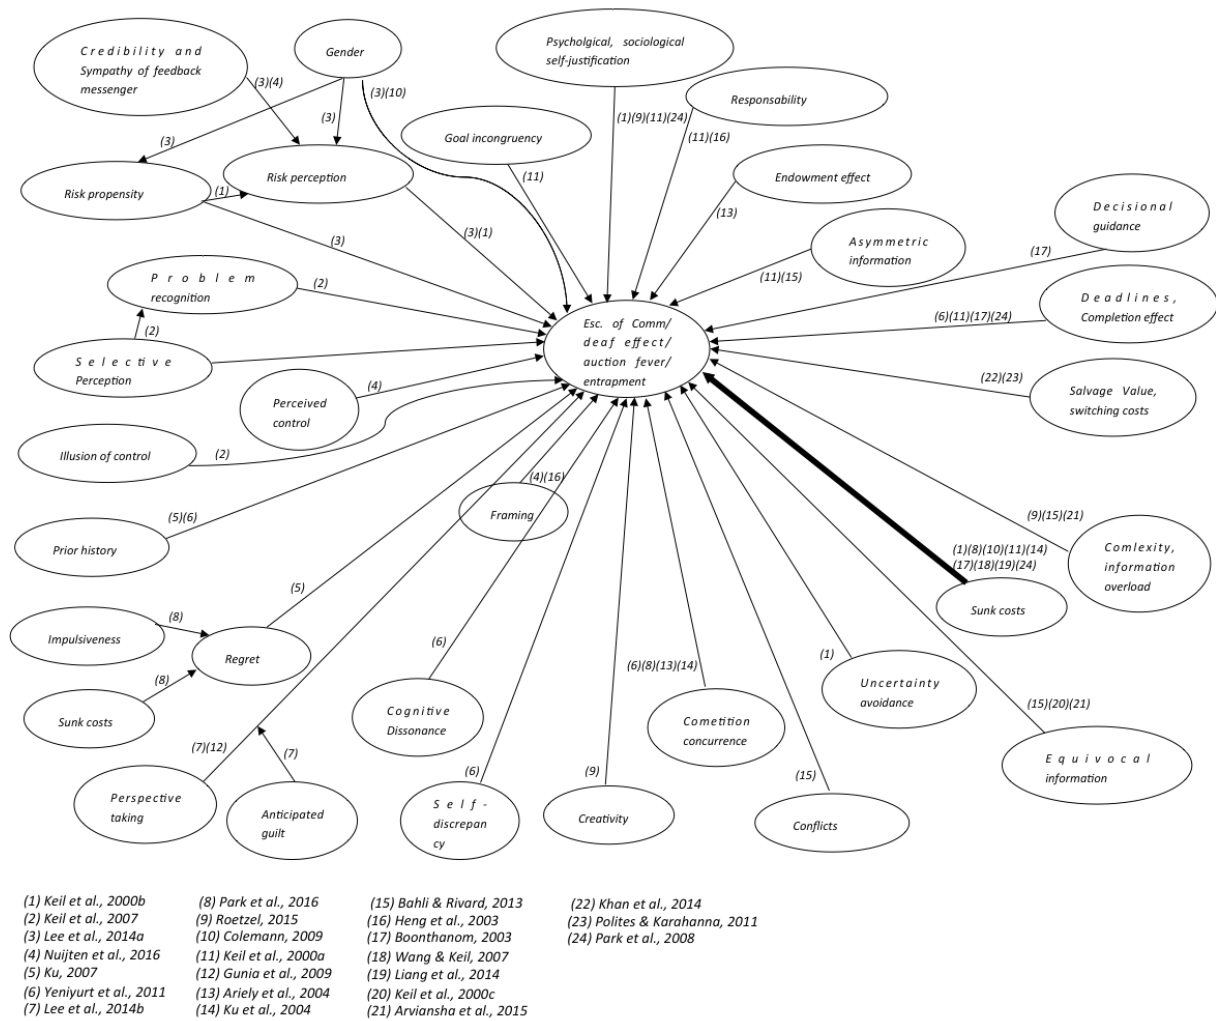 Credibility and
Sympathy of feedback
messenger
Gender
Psycholgical, sociological
self-justification
Responsability
(3)(4)
(3)(10)
(3)
(1)(9)(11)(24)
(11)(16)
Goal incongruency
(3)
Risk perception
(11)
Endowment effect
Risk propensity
(1)
(13)
Decisional
guidance
(3)(1)
(3)
Asymmetric
information
(17)
(11)(15)
Problem
recognition
(2)
Deadlines,
Completion effect
(6)(11)(17)(24)
Esc. of Comm/
deaf effect/
auction fever/
entrapment
(2)
Selective
Perception
(4)
(22)(23)
Salvage Value,
switching costs
Perceived
control
Illusion of control
(2)
(4)(16)
Framing
(5)(6)
(9)(15)(21)
Prior history
Comlexity,
information
overload
(1)(8)(10)(11)(14)
(17)(18)(19)(24)
Sunk costs
(5)
Impulsiveness
(8)
Regret
(6)
(6)(8)(13)(14)
(1)
(8)
Sunk costs
Cognitive
Dissonance
Cometition
concurrence
Uncertainty
avoidance
(15)(20)(21)
(7)(12)
(7)
Equivocal
information
(6)
(9)
(15)
Perspective
taking
Anticipated
guilt
Self-
discrepan
cy
Creativity
Conflicts
(1) Keil et al., 2000b
(2) Keil et al., 2007
(3) Lee et al., 2014a
(4) Nuijten et al., 2016
(5) Ku, 2007
(6) Yeniyurt et al., 2011
(7) Lee et al., 2014b
(8) Park et al., 2016
(9) Roetzel, 2015
(10) Colemann, 2009
(11) Keil et al., 2000a
(12) Gunia et al., 2009
(13) Ariely et al., 2004
(14) Ku et al., 2004
(15) Bahli & Rivard, 2013
(16) Heng et al., 2003
(17) Boonthanom, 2003
(18) Wang & Keil, 2007
(19) Liang et al., 2014
(20) Keil et al., 2000c
(21) Arviansha et al., 2015
(22) Khan et al., 2014
(23) Polites & Karahanna, 2011
(24) Park et al., 2008